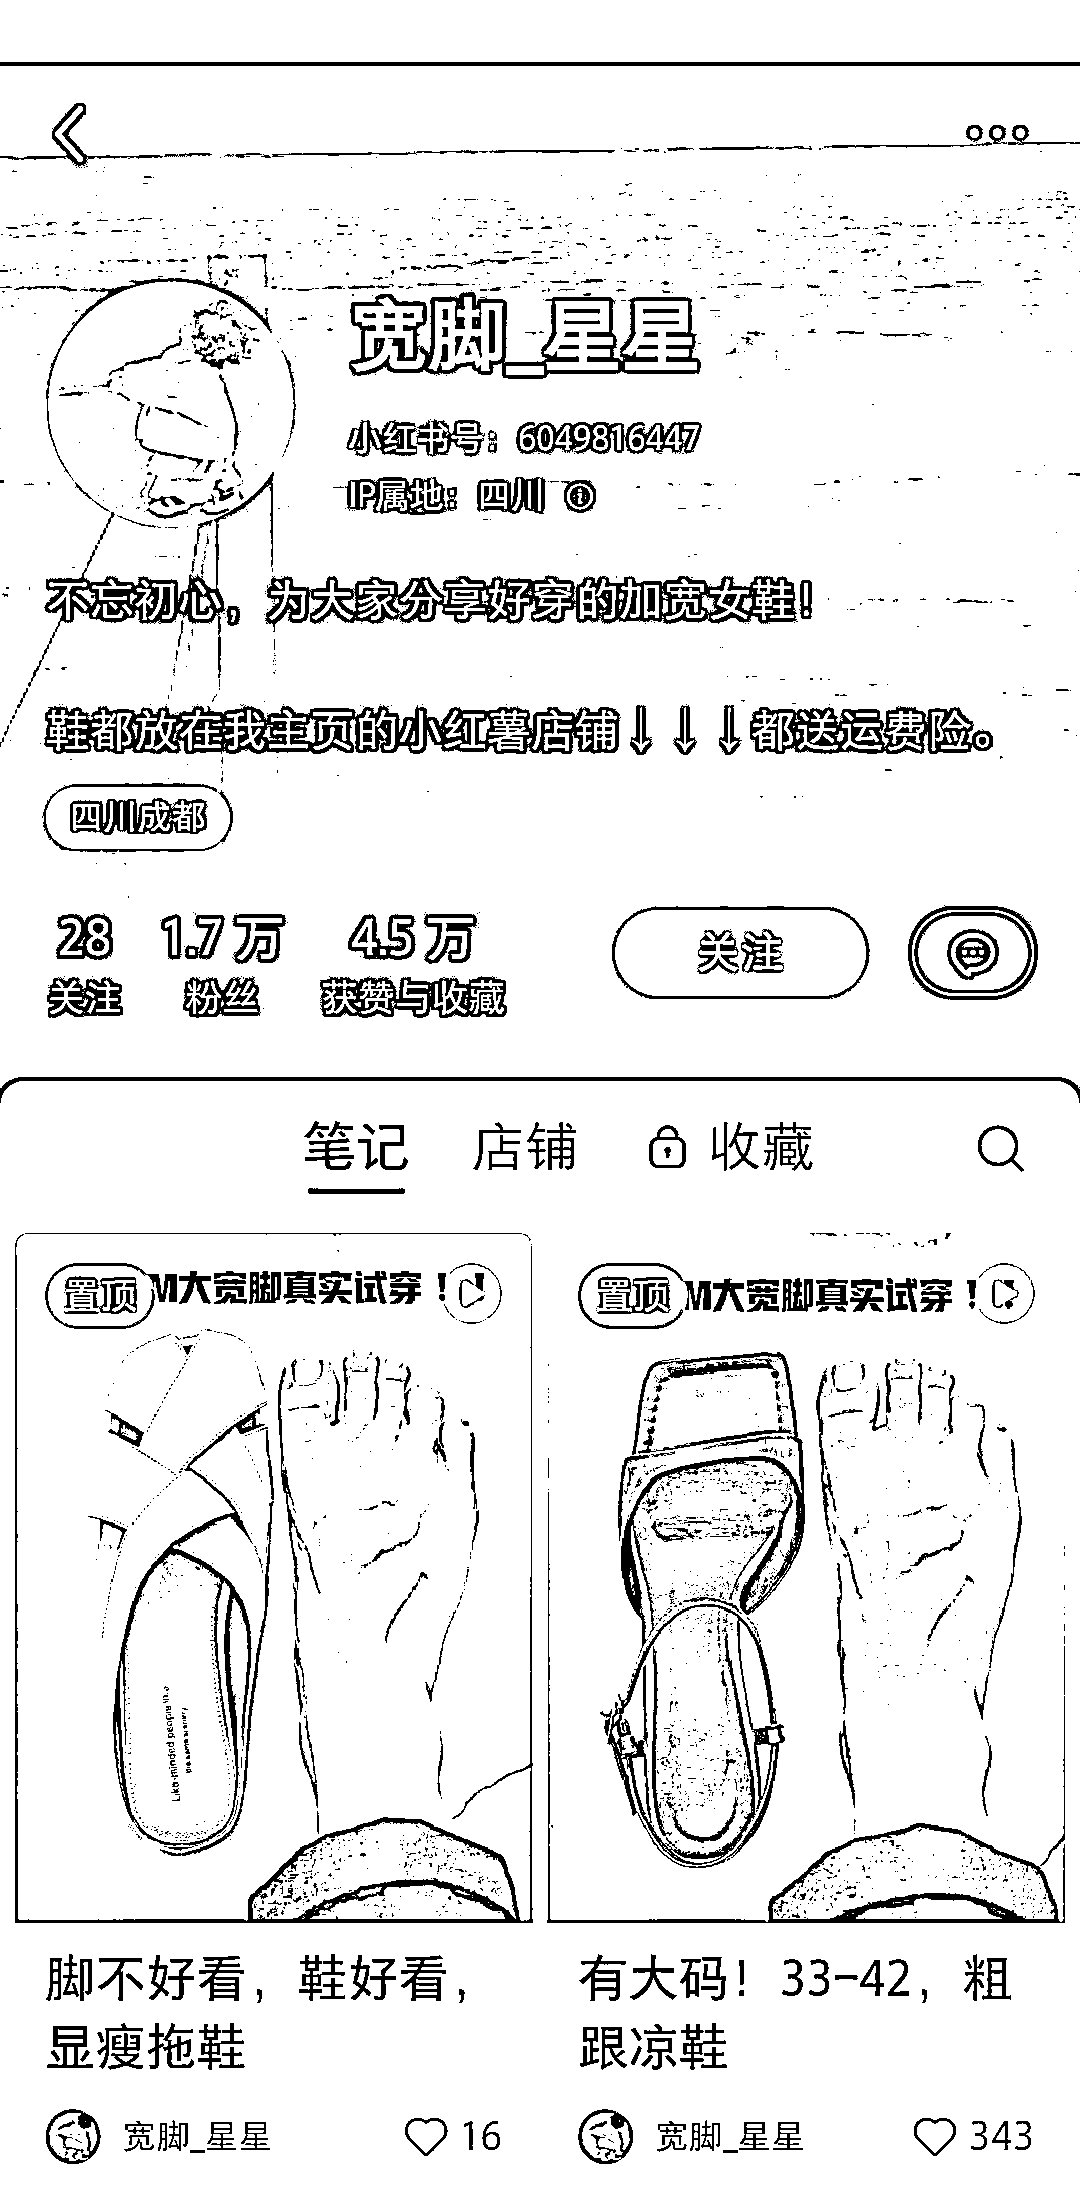 宽脚_星星
小红书号：6049816447
IP属地：四川
不忘初心，为大家分享好穿的加宽女鞋！
鞋都放在我主页的小红薯店铺↓↓↓都送运费险。
四川成都
28 1.7万 4.5万
关注 粉丝 获赞与收藏
关注
笔记 店铺 收藏
置顶 M大宽脚真实试穿！
Like-minded people like
脚不好看，鞋好看，
显瘦拖鞋
宽脚_星星 16
置顶 M大宽脚真实试穿！
有大码！33-42，粗
跟凉鞋
宽脚_星星 343